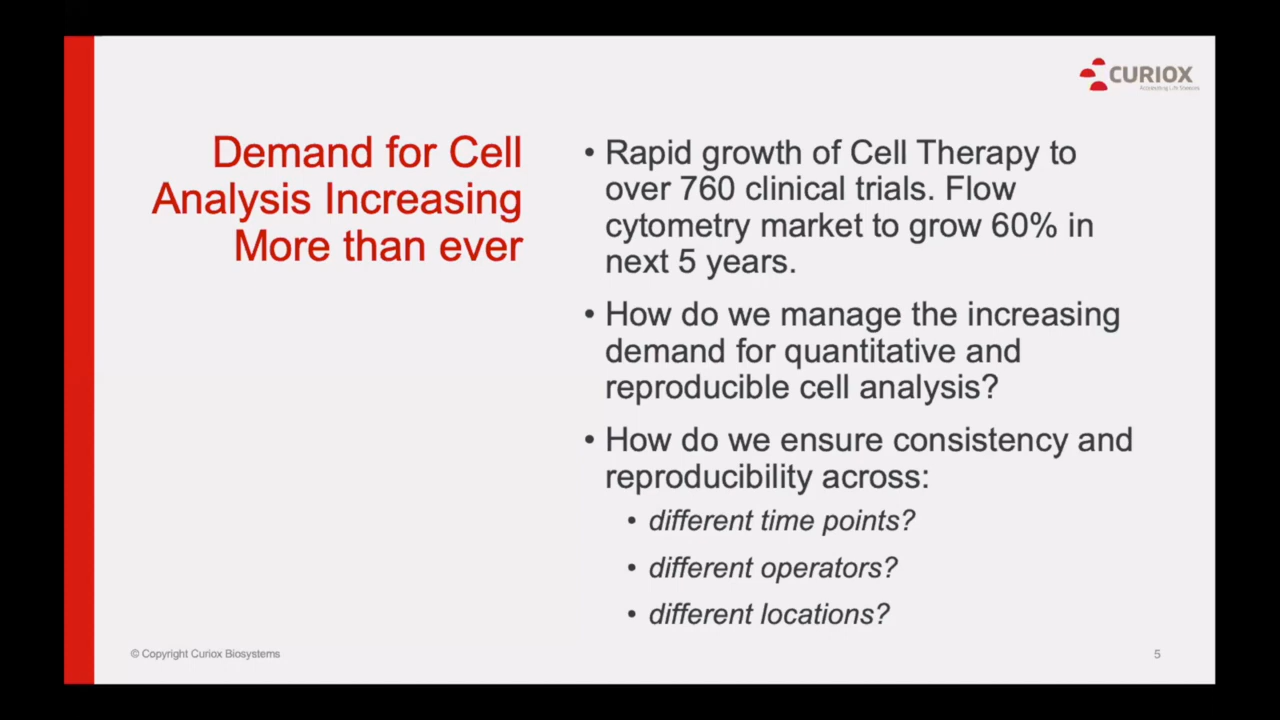 CURIOX
Accelerating Life Sciences
Demand for Cell
Analysis Increasing
More than ever
• Rapid growth of Cell Therapy to
over 760 clinical trials. Flow
cytometry market to grow 60% in
next 5 years.
• How do we manage the increasing
demand for quantitative and
reproducible cell analysis?
• How do we ensure consistency and
reproducibility across:
• different time points?
• different operators?
• different locations?
© Copyright Curiox Biosystems
5